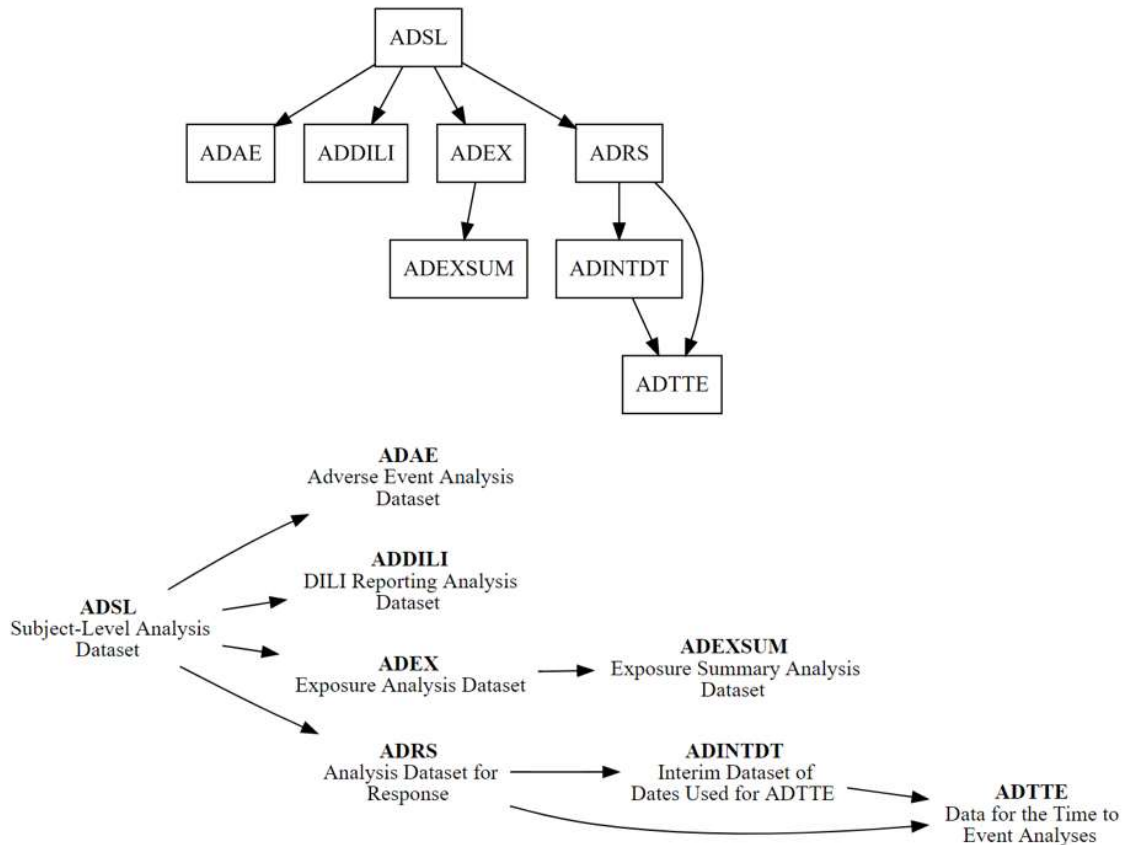 ADSL
ADAE
ADDILI
ADEX
ADRS
ADEXSUM
ADINTDT
ADTTE
ADAE
Adverse Event Analysis
Dataset
ADDILI
DILI Reporting Analysis
Dataset
ADSL
Subject-Level Analysis
Dataset
ADEX
Exposure Analysis Dataset
ADEXSUM
Exposure Summary Analysis
Dataset
ADRS
Analysis Dataset for
Response
ADINTDT
Interim Dataset of
Dates Used for ADTTE
ADTTE
Data for the Time to
Event Analyses